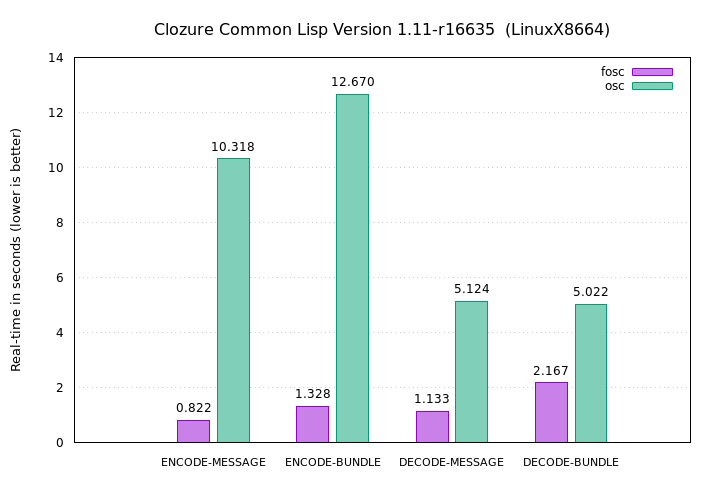 Clozure Common Lisp Version 1.11-r16635  (LinuxX8664)
Real-time in seconds (lower is better)
14
12
10
8
6
4
2
0
fosc
osc
0.822
10.318
1.328
12.670
1.133
5.124
2.167
5.022
ENCODE-MESSAGE
ENCODE-BUNDLE
DECODE-MESSAGE
DECODE-BUNDLE